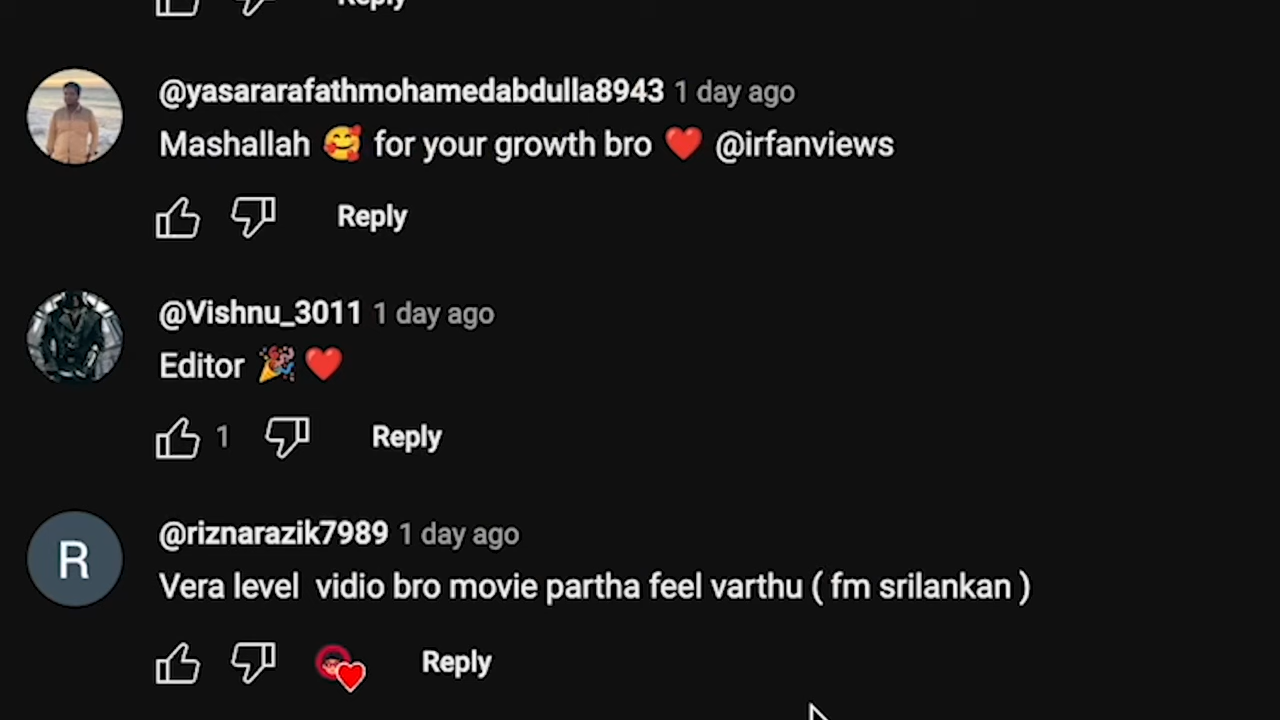 Reply
@yasararafathmohamedabdulla8943 1 day ago
Mashallah 🥰 for your growth bro ❤️ @irfanviews
Reply
@Vishnu_3011 1 day ago
Editor 🎉❤️
1 Reply
R
@riznarazik7989 1 day ago
Vera level vidio bro movie partha feel varthu ( fm srilankan )
Reply